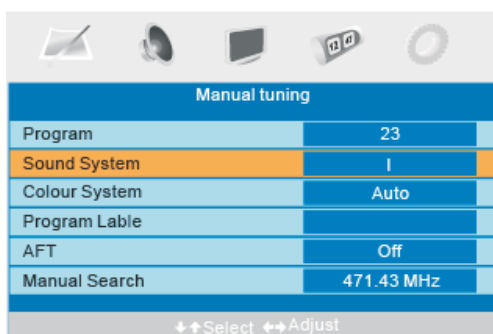 Manual tuning
Program 23
Sound System I
Colour System Auto
Program Lable
AFT Off
Manual Search 471.43 MHz
Select Adjust